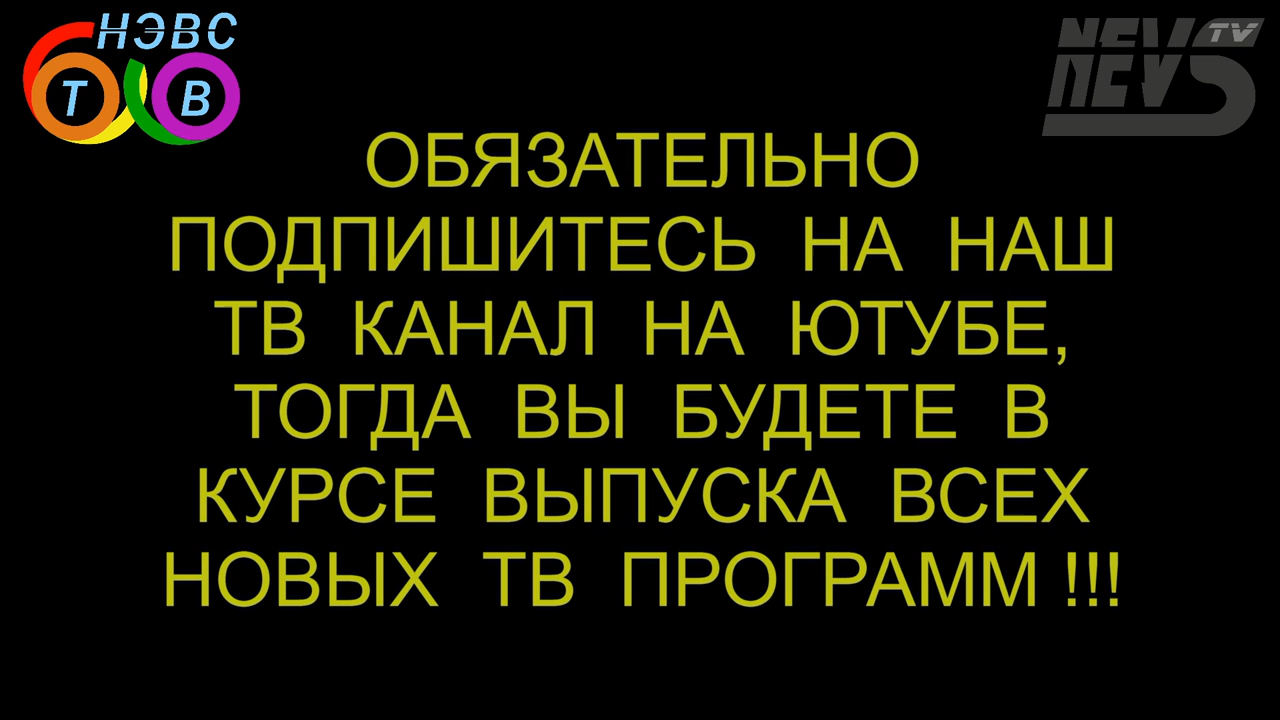 НЭВС
Т В
NEVS TV
ОБЯЗАТЕЛЬНО
ПОДПИШИТЕСЬ НА НАШ
ТВ КАНАЛ НА ЮТУБЕ,
ТОГДА ВЫ БУДЕТЕ В
КУРСЕ ВЫПУСКА ВСЕХ
НОВЫХ ТВ ПРОГРАММ !!!